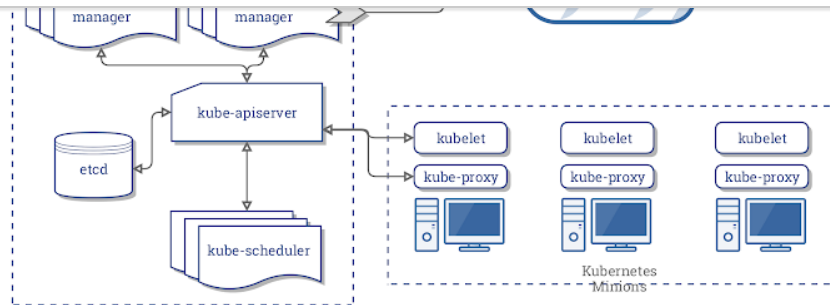 manager
manager
kube-apiserver
etcd
kube-scheduler
kubelet
kubelet
kubelet
kube-proxy
kube-proxy
kube-proxy
Kubernetes
Minions